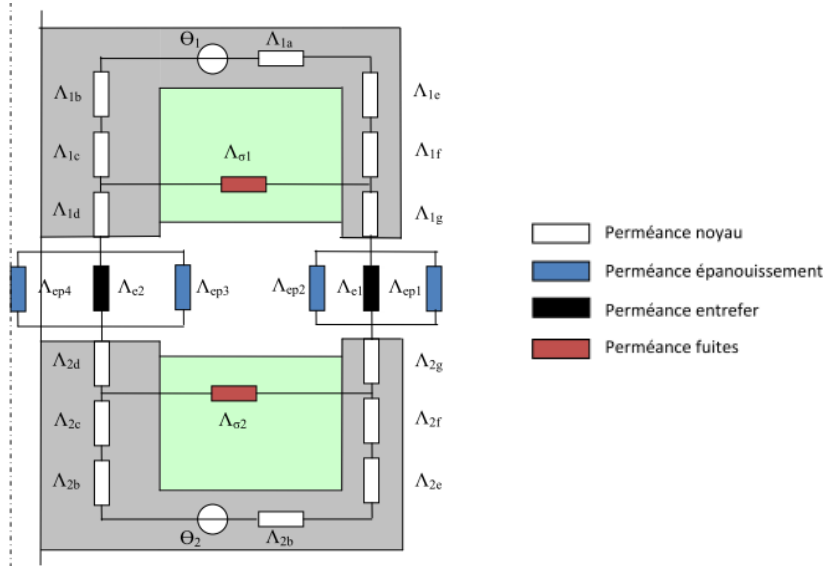 Θ1 Λ1a
Λ1b Λ1e
Λ1c Λσ1 Λ1f
Λ1d Λ1g
Λep4 Λe2 Λep3 Λep2 Λe1 Λep1
Λ2d Λ2g
Λ2c Λσ2 Λ2f
Λ2b Λ2e
Θ2 Λ2b
Perméance noyau
Perméance épanouissement
Perméance entrefer
Perméance fuites